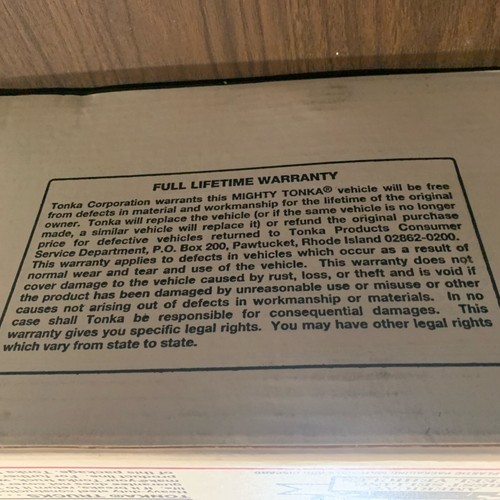 FULL LIFETIME WARRANTY
Tonka Corporation warrants this MIGHTY TONKA® vehicle will be free
from defects in material and workmanship for the lifetime of the original
owner. Tonka will replace the vehicle (or if the same vehicle is no longer
made, a similar vehicle will replace it) or refund the original purchase
price for defective vehicles returned to Tonka Products Consumer
Service Department, P.O. Box 200, Pawtucket, Rhode Island 02862-0200.
This warranty applies to defects in vehicles which occur as a result of
normal wear and tear and use of the vehicle. This warranty does not
cover damage to the vehicle caused by rust, loss, or theft and is void if
the product has been damaged by unreasonable use or misuse or other
causes not arising out of defects in workmanship or materials. In no
case shall Tonka be responsible for consequential damages. This
warranty gives you specific legal rights. You may have other legal rights
which vary from state to state.